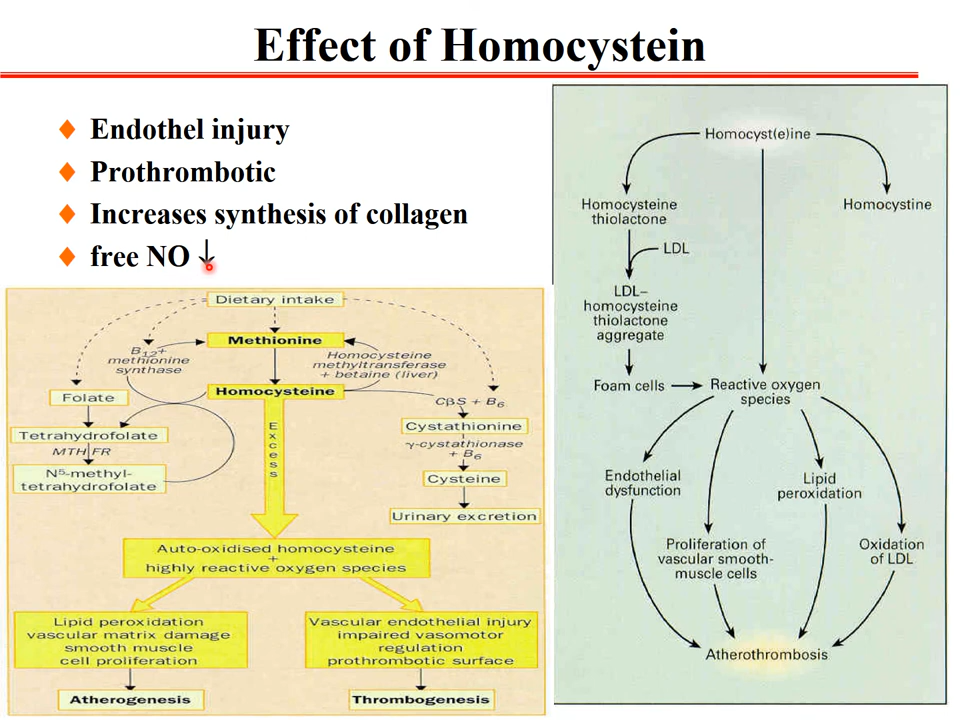 Effect of Homocystein
Endothel injury
Prothrombotic
Increases synthesis of collagen
free NO ↓
Dietary intake
Methionine
B12+
methionine
synthase
Homocysteine
methyltransferase
+ betaine (liver)
Homocysteine
Folate
CβS + B6
Excess
Tetrahydrofolate
Cystathionine
MTHFR
γ-cystathionase
+ B6
N5-methyl-
tetrahydrofolate
Cysteine
Urinary excretion
Auto-oxidised homocysteine
+
highly reactive oxygen species
Lipid peroxidation
vascular matrix damage
smooth muscle
cell proliferation
Vascular endothelial injury
impaired vasomotor
regulation
prothrombotic surface
Atherogenesis
Thrombogenesis
Homocyst(e)ine
Homocysteine
thiolactone
Homocystine
LDL
LDL–
homocysteine
thiolactone
aggregate
Foam cells
Reactive oxygen
species
Endothelial
dysfunction
Lipid
peroxidation
Proliferation of
vascular smooth-
muscle cells
Oxidation
of LDL
Atherothrombosis